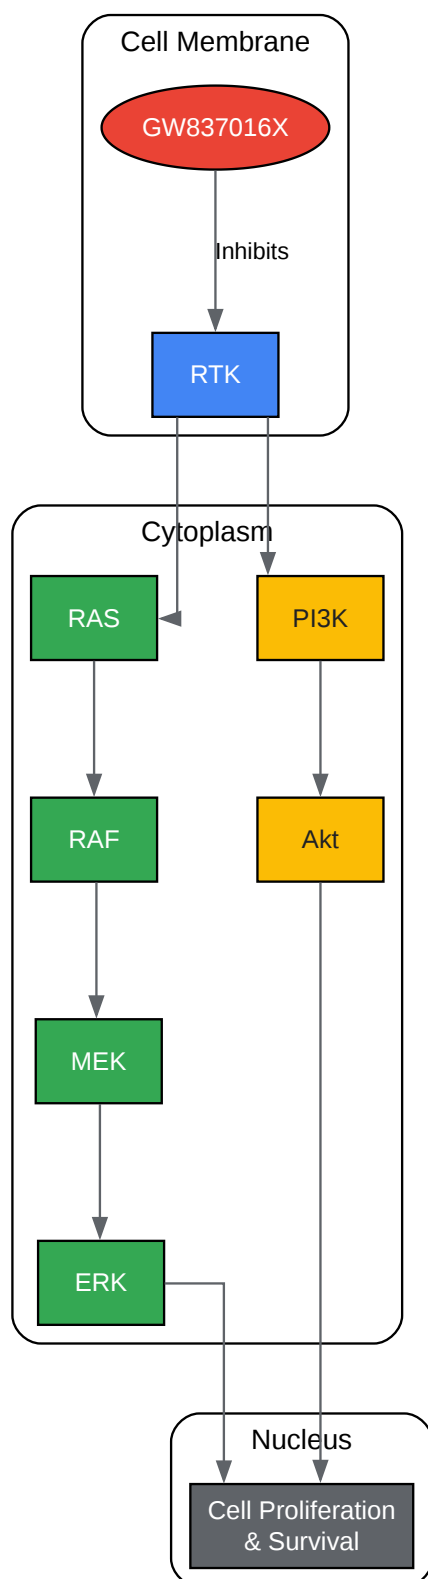 Cell Membrane
GW837016X
Inhibits
RTK
Cytoplasm
RAS
PI3K
RAF
Akt
MEK
ERK
Nucleus
Cell Proliferation
& Survival